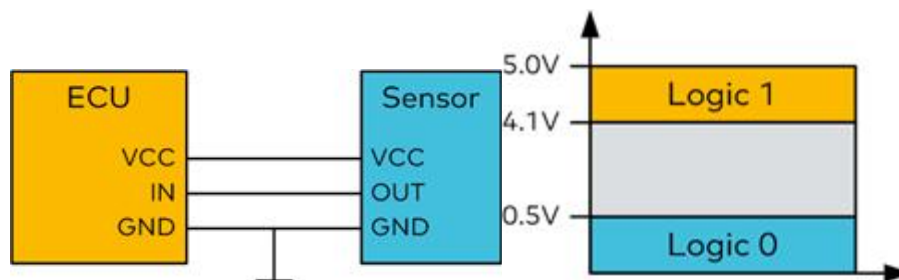 ECU
VCC
IN
GND
Sensor
VCC
OUT
GND
5.0V
4.1V
0.5V
Logic 1
Logic 0